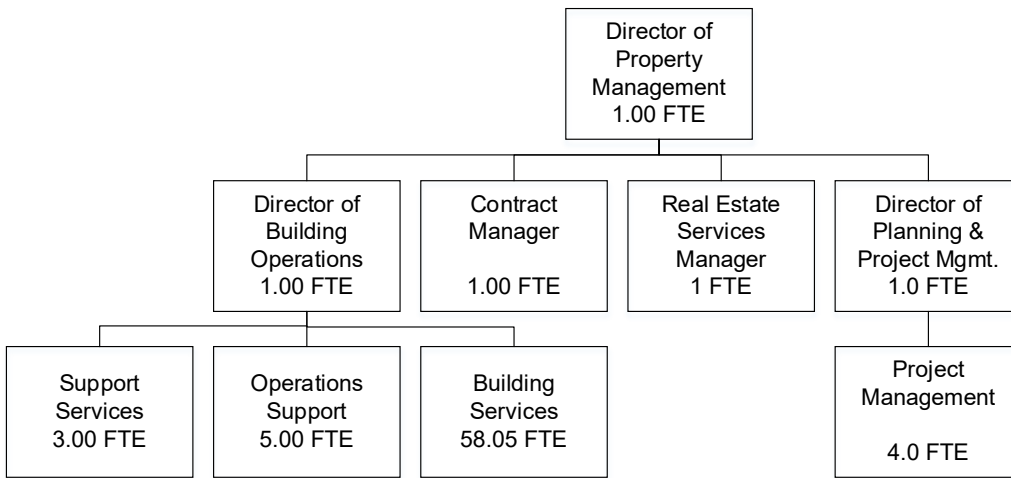 Director of
Property
Management
1.00 FTE
Director of
Building
Operations
1.00 FTE
Contract
Manager
1.00 FTE
Real Estate
Services
Manager
1 FTE
Director of
Planning &
Project Mgmt.
1.0 FTE
Support
Services
3.00 FTE
Operations
Support
5.00 FTE
Building
Services
58.05 FTE
Project
Management
4.0 FTE